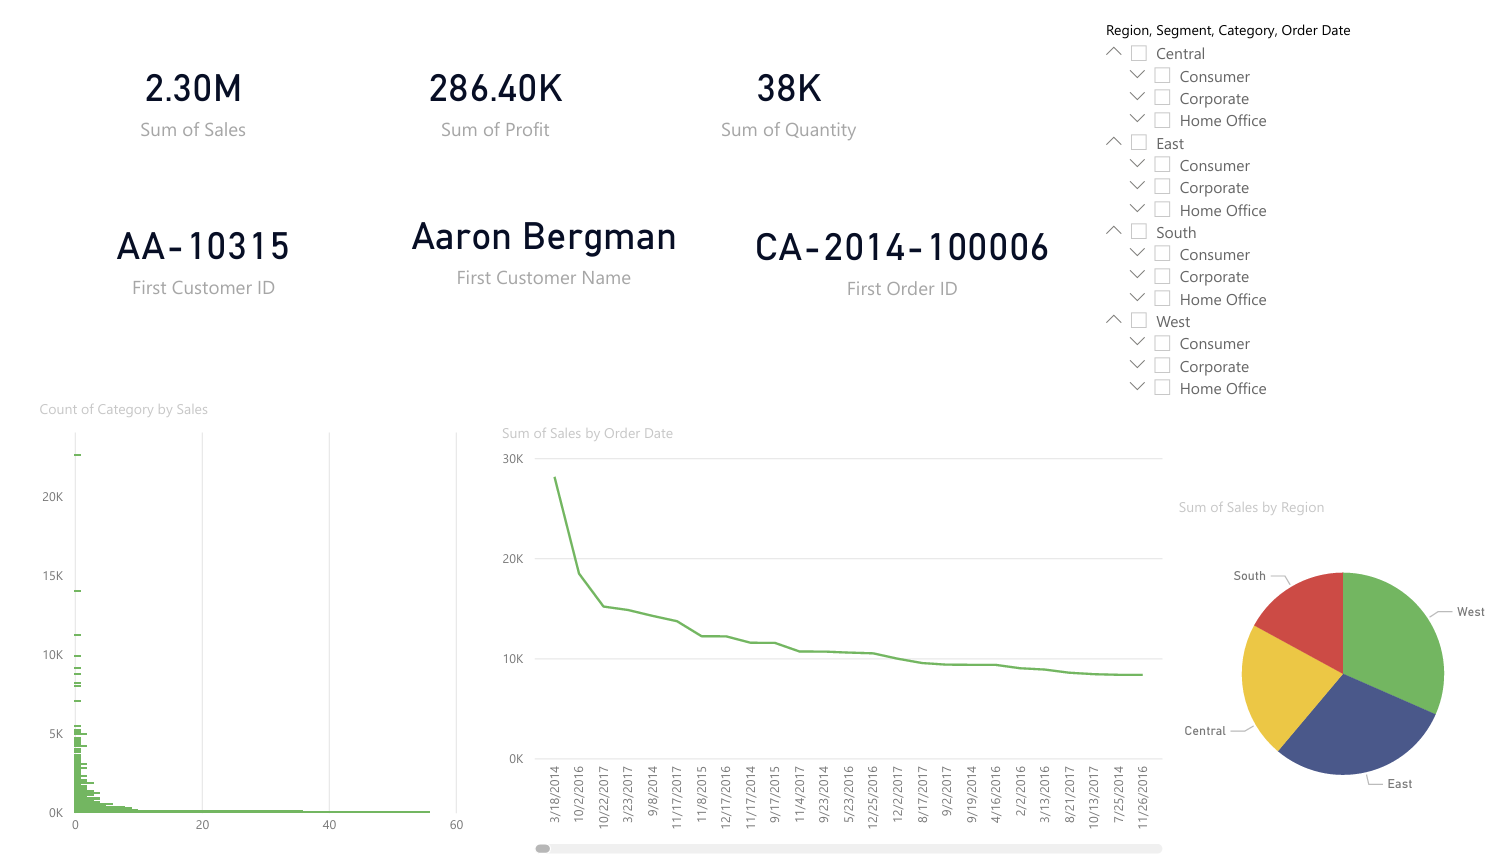 2.30M
Sum of Sales
286.40K
Sum of Profit
38K
Sum of Quantity
AA-10315
First Customer ID
Aaron Bergman
First Customer Name
CA-2014-100006
First Order ID
Region, Segment, Category, Order Date
Central
Consumer
Corporate
Home Office
East
Consumer
Corporate
Home Office
South
Consumer
Corporate
Home Office
West
Consumer
Corporate
Home Office
Count of Category by Sales
20K
15K
10K
5K
0K
0
20
40
60
Sum of Sales by Order Date
30K
20K
10K
0K
3/18/2014
10/2/2016
10/22/2017
3/23/2017
9/8/2014
11/17/2017
11/8/2015
12/17/2016
11/17/2014
9/17/2015
11/4/2017
9/23/2014
5/23/2016
12/25/2016
12/2/2017
8/17/2017
9/2/2017
9/19/2014
4/16/2016
2/2/2016
3/13/2016
8/21/2017
10/13/2017
7/25/2014
11/26/2016
Sum of Sales by Region
South
West
Central
East